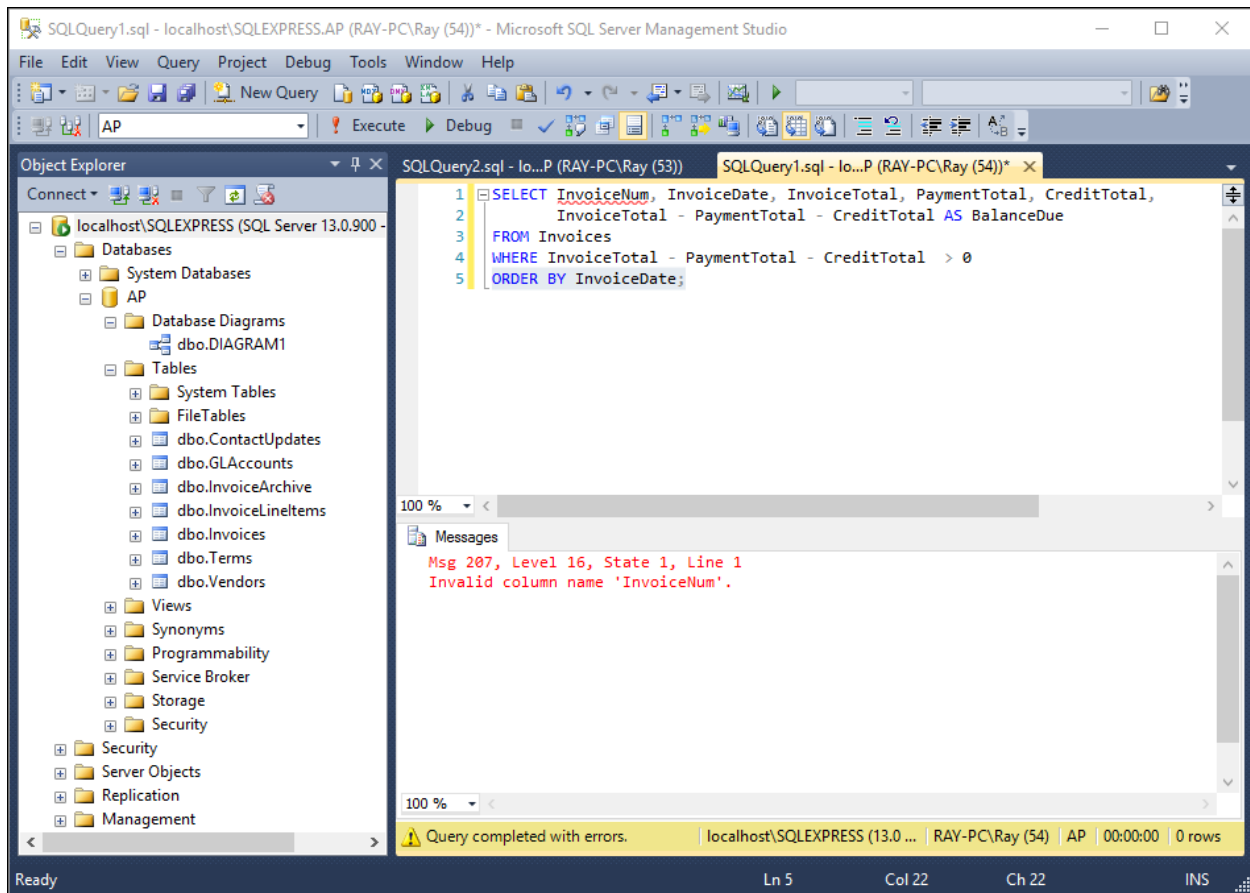 SQLQuery1.sql - localhost\SQLEXPRESS.AP (RAY-PC\Ray (54))* - Microsoft SQL Server Management Studio
File Edit View Query Project Debug Tools Window Help
New Query
AP Execute Debug
Object Explorer
Connect
localhost\SQLEXPRESS (SQL Server 13.0.900 -
Databases
System Databases
AP
Database Diagrams
dbo.DIAGRAM1
Tables
System Tables
FileTables
dbo.ContactUpdates
dbo.GLAccounts
dbo.InvoiceArchive
dbo.InvoiceLineItems
dbo.Invoices
dbo.Terms
dbo.Vendors
Views
Synonyms
Programmability
Service Broker
Storage
Security
Security
Server Objects
Replication
Management
SQLQuery2.sql - lo...P (RAY-PC\Ray (53)) SQLQuery1.sql - lo...P (RAY-PC\Ray (54))*
1 SELECT InvoiceNum, InvoiceDate, InvoiceTotal, PaymentTotal, CreditTotal,
2 InvoiceTotal - PaymentTotal - CreditTotal AS BalanceDue
3 FROM Invoices
4 WHERE InvoiceTotal - PaymentTotal - CreditTotal > 0
5 ORDER BY InvoiceDate;
100 %
Messages
Msg 207, Level 16, State 1, Line 1
Invalid column name 'InvoiceNum'.
100 %
Query completed with errors. localhost\SQLEXPRESS (13.0 ... RAY-PC\Ray (54) AP 00:00:00 0 rows
Ready Ln 5 Col 22 Ch 22 INS